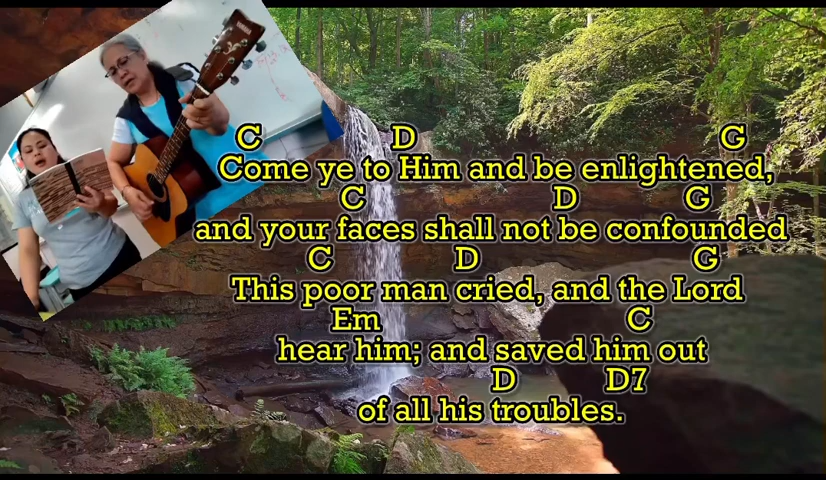 C D G
Come ye to Him and be enlightened,
C D G
and your faces shall not be confounded
C D G
This poor man cried, and the Lord
Em C
hear him; and saved him out
D D7
of all his troubles.